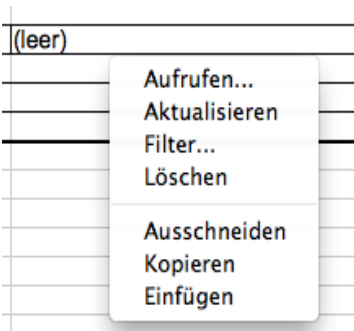 (leer)
Aufrufen...
Aktualisieren
Filter...
Löschen
Ausschneiden
Kopieren
Einfügen